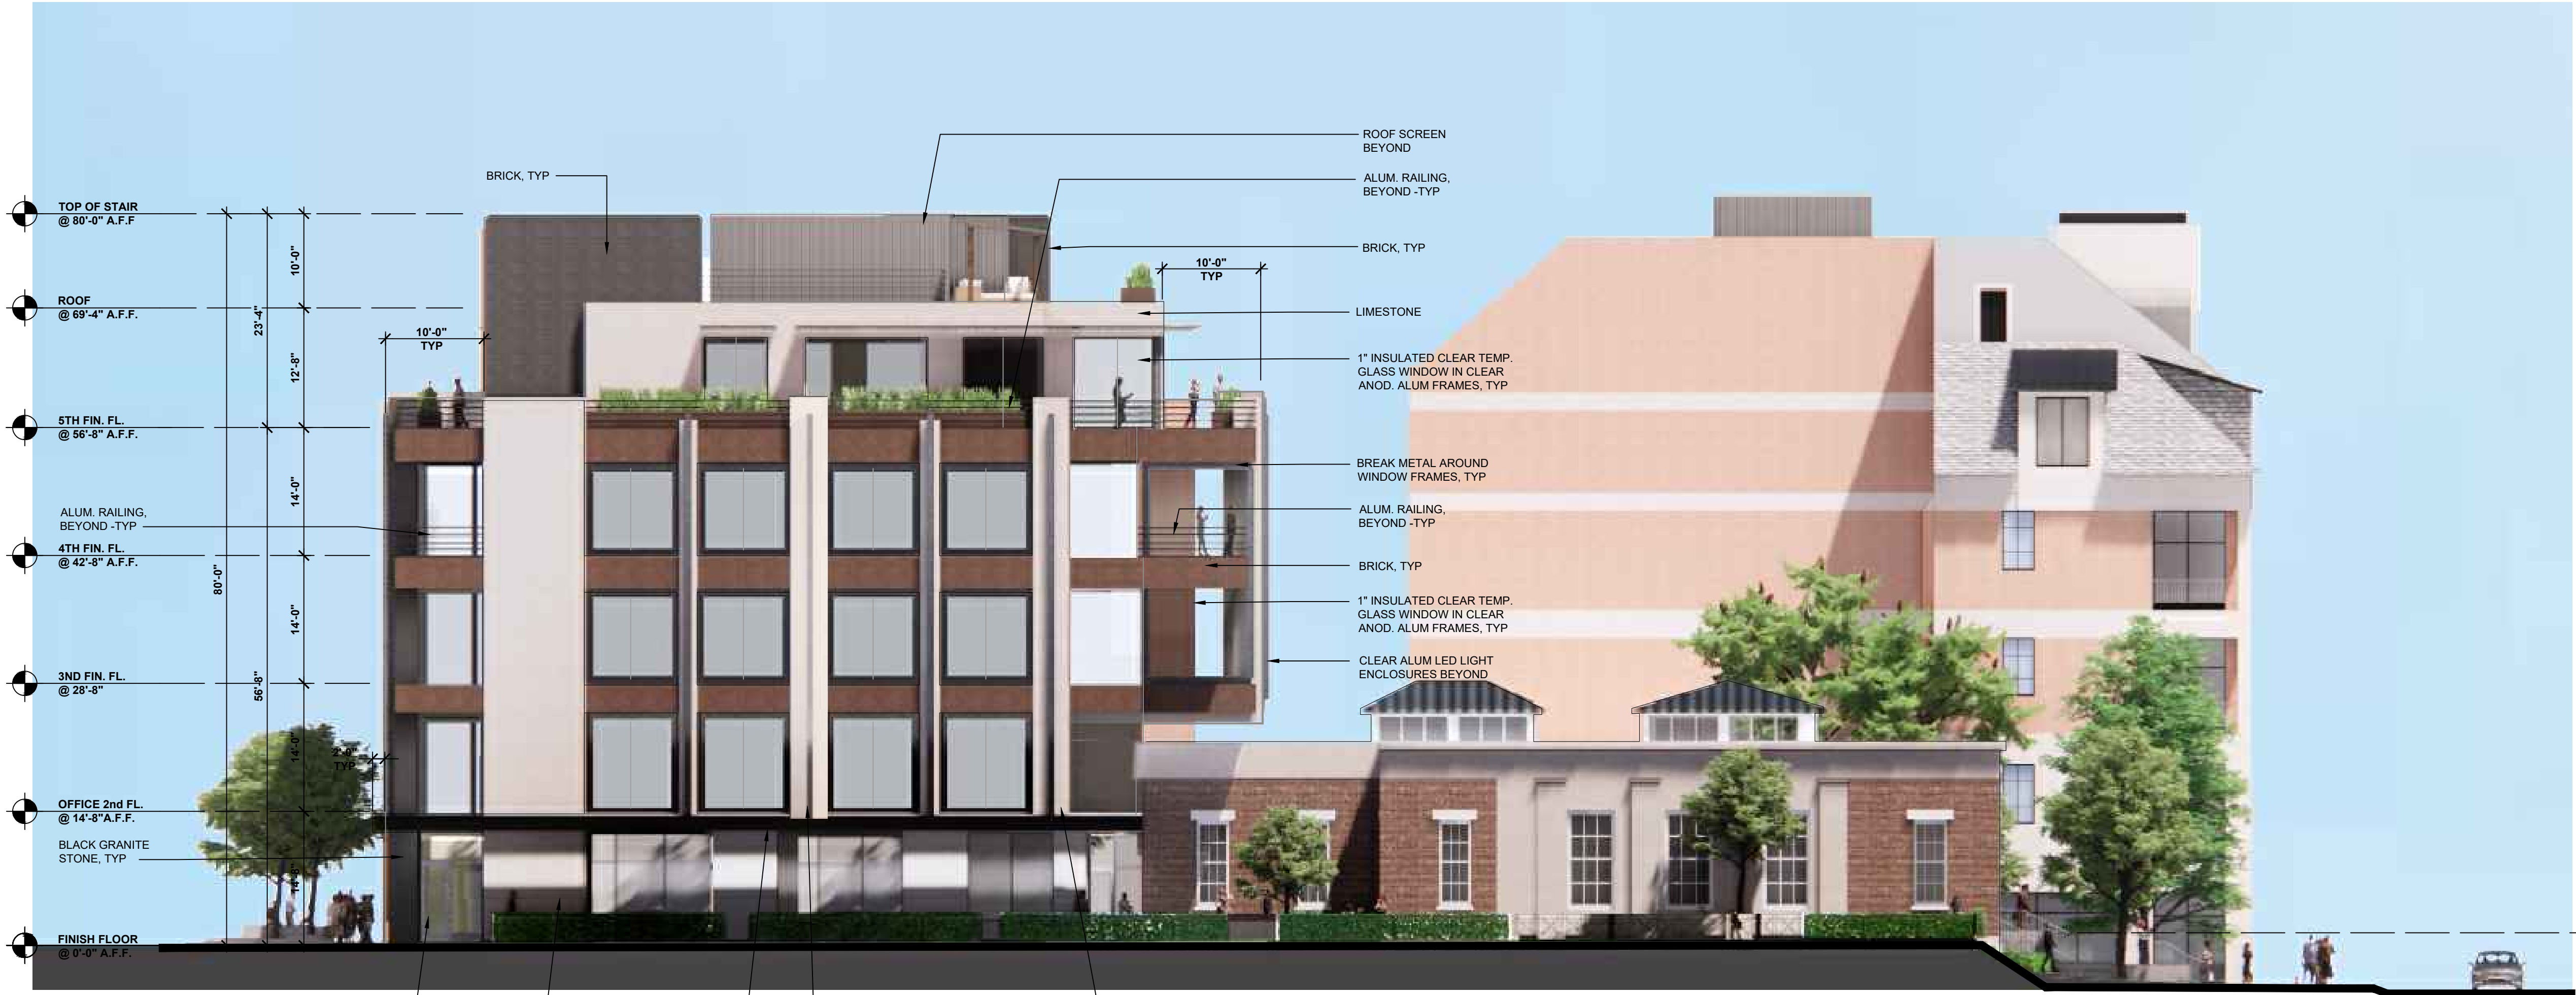 ROOF SCREEN
BEYOND
BRICK, TYP
ALUM. RAILING,
BEYOND -TYP
TOP OF STAIR
@ 80'-0" A.F.F
BRICK, TYP
10'-0"
10'-0"
TYP
ROOF
@ 69'-4" A.F.F.
LIMESTONE
23'-4"
10'-0"
TYP
12'-8"
1" INSULATED CLEAR TEMP.
GLASS WINDOW IN CLEAR
ANOD. ALUM FRAMES, TYP
5TH FIN. FL.
@ 56'-8" A.F.F.
BREAK METAL AROUND
WINDOW FRAMES, TYP
14'-0"
ALUM. RAILING,
BEYOND -TYP
ALUM. RAILING,
BEYOND -TYP
4TH FIN. FL.
@ 42'-8" A.F.F.
BRICK, TYP
80'-0"
14'-0"
1" INSULATED CLEAR TEMP.
GLASS WINDOW IN CLEAR
ANOD. ALUM FRAMES, TYP
CLEAR ALUM LED LIGHT
ENCLOSURES BEYOND
3ND FIN. FL.
@ 28'-8"
56'-8"
14'-0"
2'-0"
TYP
OFFICE 2nd FL.
@ 14'-8"A.F.F.
BLACK GRANITE
STONE, TYP
14'-8"
FINISH FLOOR
@ 0'-0" A.F.F.